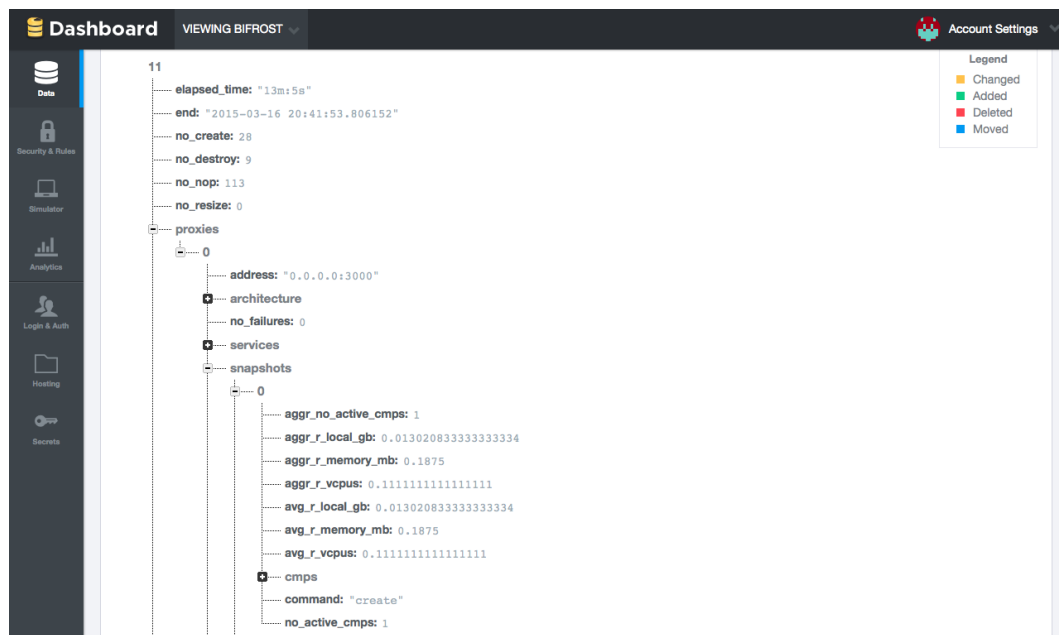 Dashboard VIEWING BIFROST Account Settings
Data
Security & Rules
Simulator
Analytics
Login & Auth
Hosting
Secrets
11
elapsed_time: "13m:5s"
end: "2015-03-16 20:41:53.806152"
no_create: 28
no_destroy: 9
no_nop: 113
no_resize: 0
proxies
0
address: "0.0.0.0:3000"
architecture
no_failures: 0
services
snapshots
0
aggr_no_active_cmps: 1
aggr_r_local_gb: 0.013020833333333334
aggr_r_memory_mb: 0.1875
aggr_r_vcpus: 0.1111111111111111
avg_r_local_gb: 0.013020833333333334
avg_r_memory_mb: 0.1875
avg_r_vcpus: 0.1111111111111111
cmps
command: "create"
no_active_cmps: 1
Legend
Changed
Added
Deleted
Moved